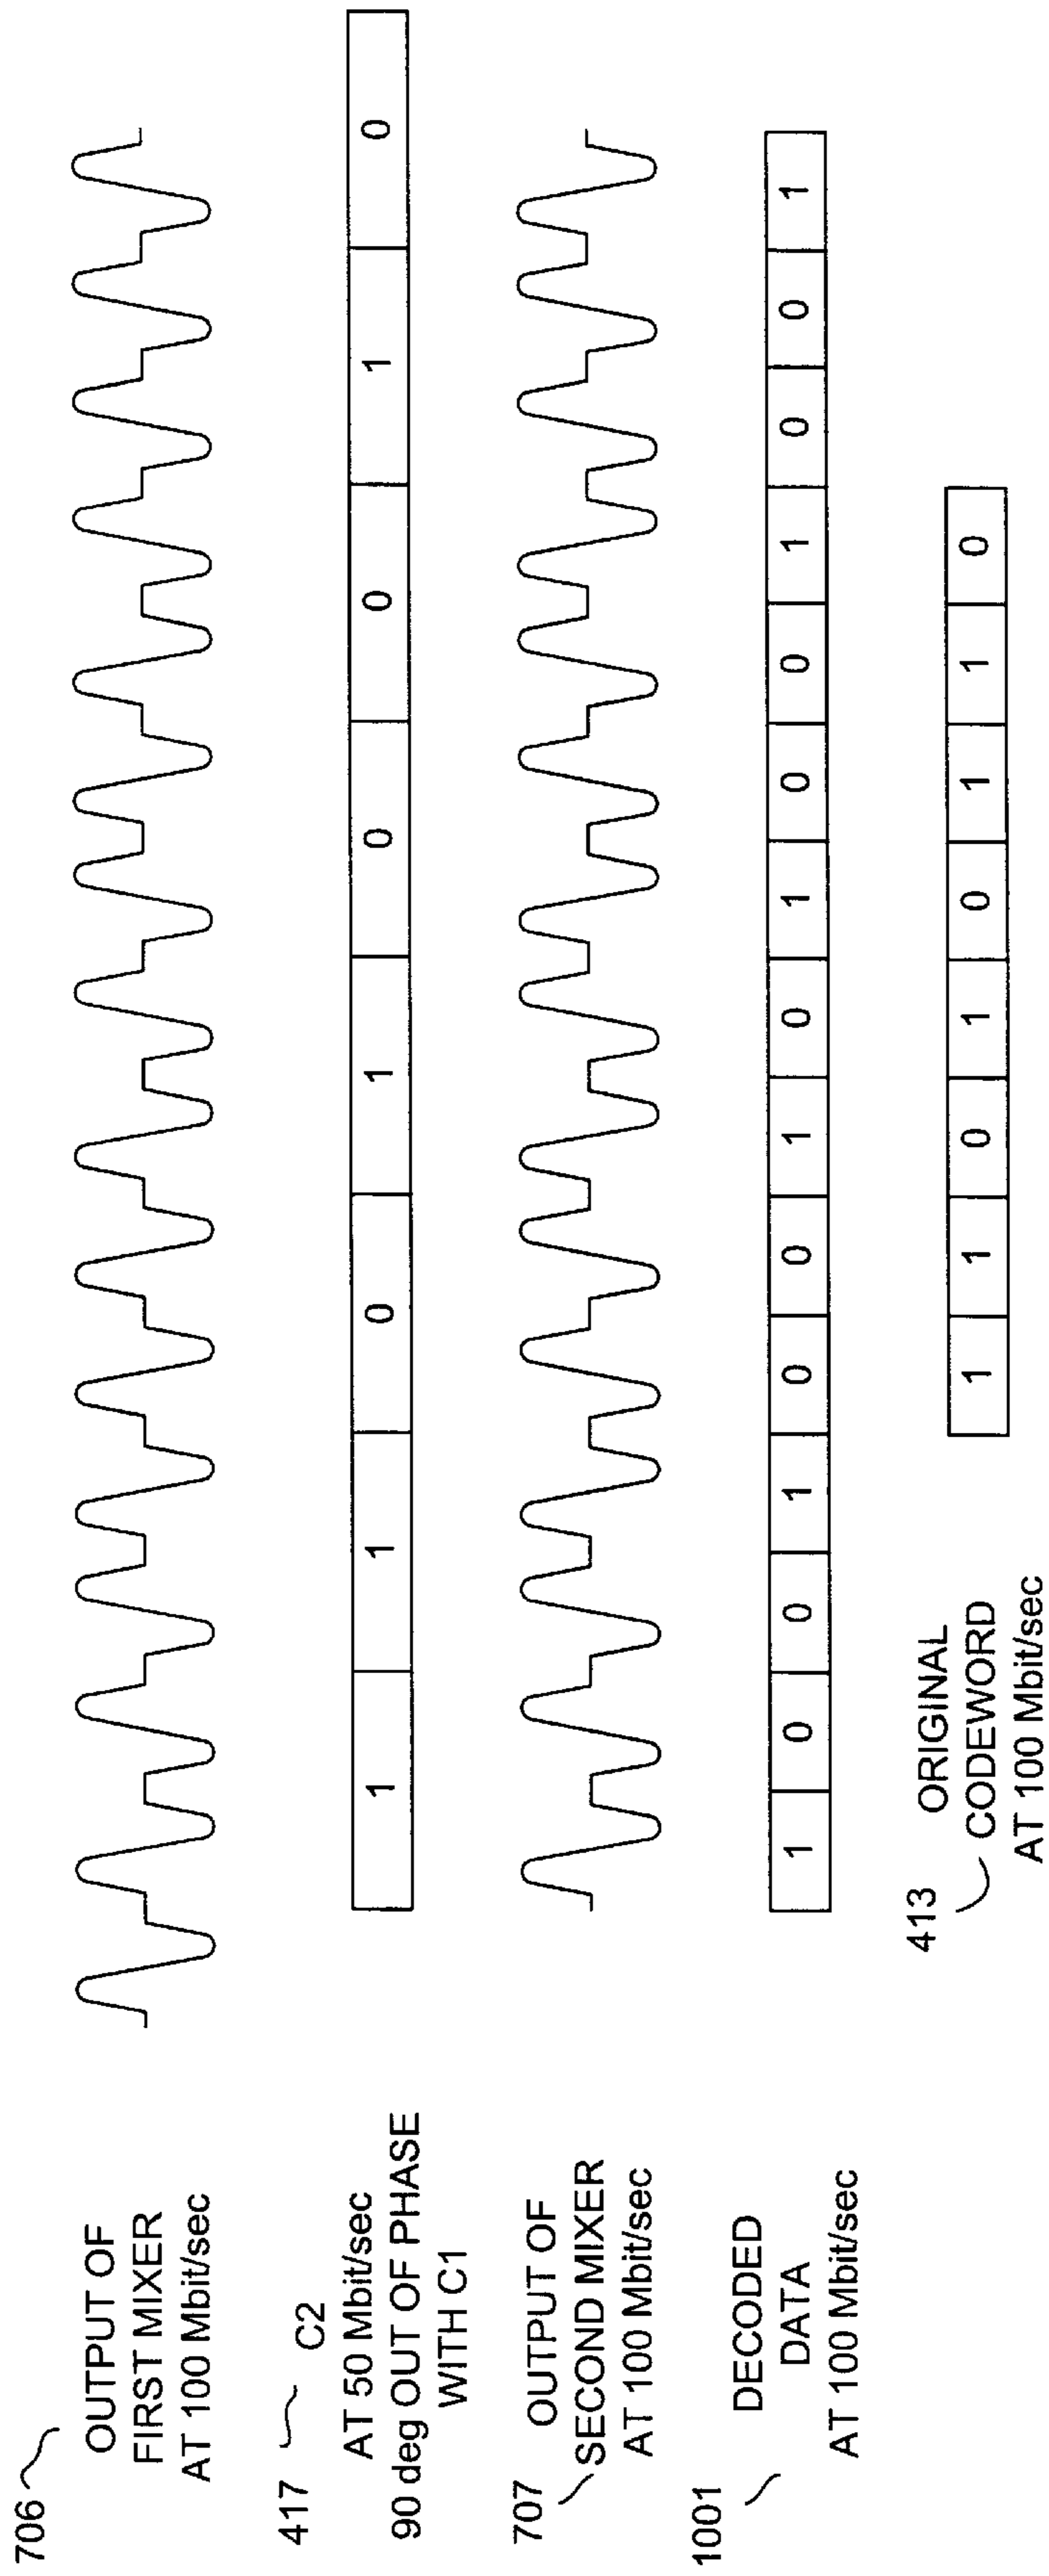 706
OUTPUT OF
FIRST MIXER
AT 100 Mbit/sec
417
C2
AT 50 Mbit/sec
90 deg OUT OF PHASE
WITH C1
1 1 0 1 0 0 1 0
707
OUTPUT OF
SECOND MIXER
AT 100 Mbit/sec
1001
DECODED
DATA
AT 100 Mbit/sec
1 0 0 1 0 0 1 0 1 0 0 1 0 0 1
413
ORIGINAL
CODEWORD
AT 100 Mbit/sec
1 1 0 1 0 1 1 0